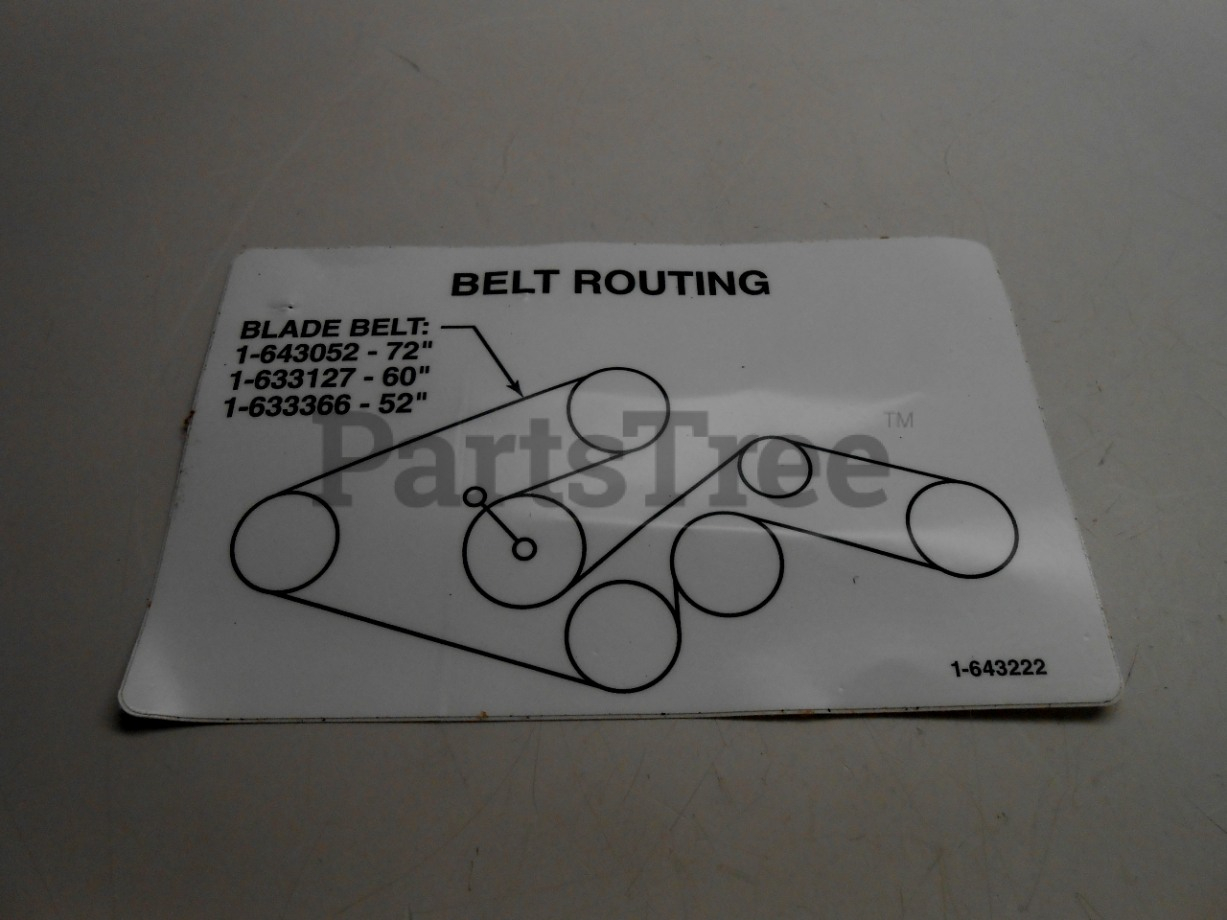 BELT ROUTING
BLADE BELT:
1-643052 - 72"
1-633127 - 60"
1-633366 - 52"
PartsTree™
1-643222